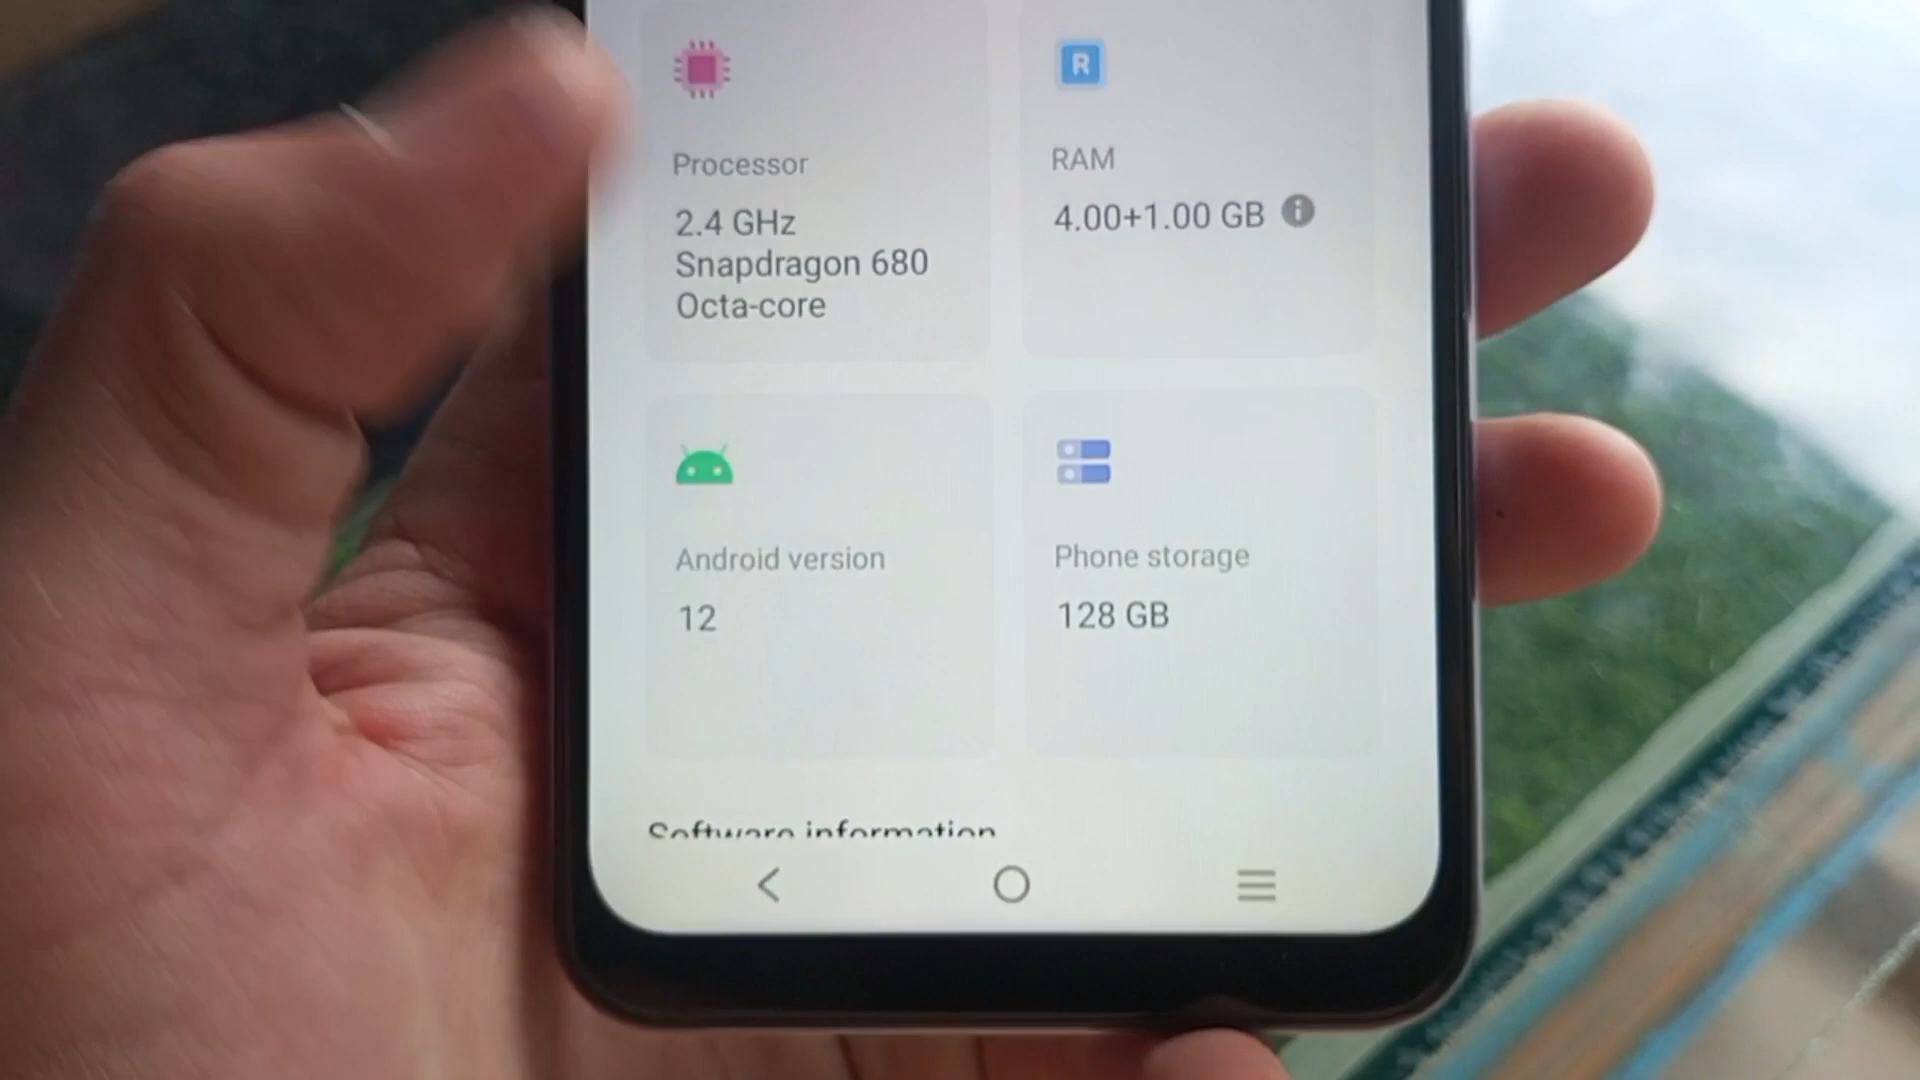 R
Processor
2.4 GHz
Snapdragon 680
Octa-core
RAM
4.00+1.00 GB
Android version
12
Phone storage
128 GB
Software information